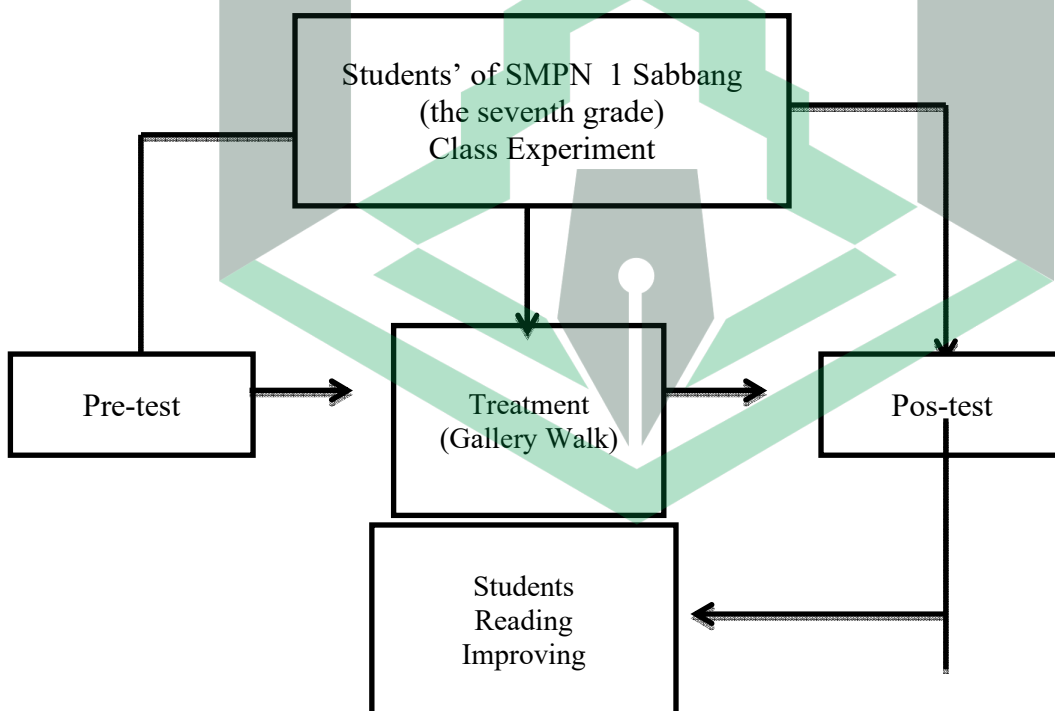 Students’ of SMPN 1 Sabbang
(the seventh grade)
Class Experiment
Pre-test
Treatment
(Gallery Walk)
Pos-test
Students
Reading
Improving